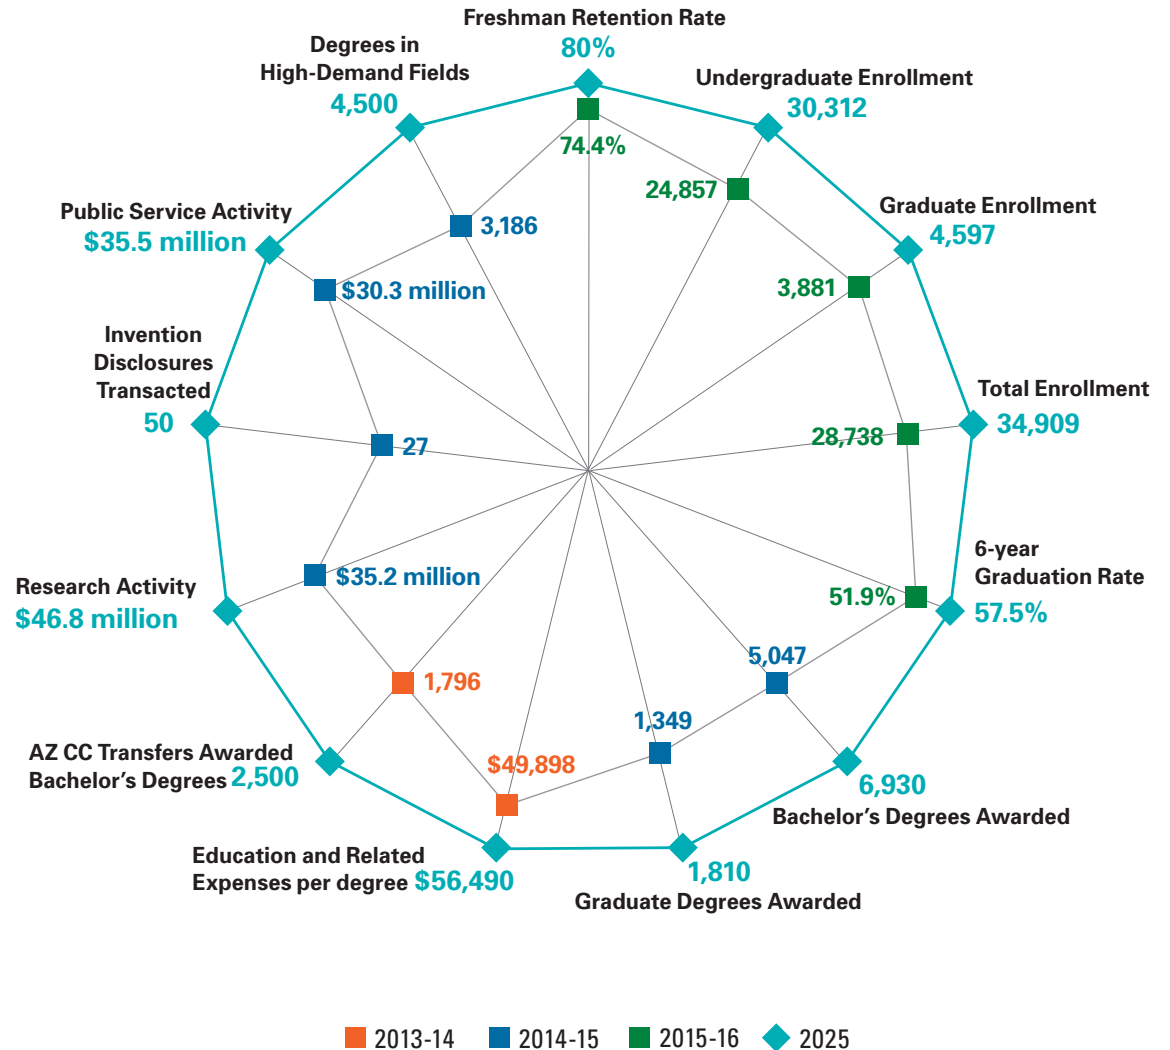 Freshman Retention Rate
80%
74.4%
Undergraduate Enrollment
30,312
24,857
Graduate Enrollment
4,597
3,881
Total Enrollment
34,909
28,738
6-year
Graduation Rate
57.5%
51.9%
5,047
6,930
Bachelor’s Degrees Awarded
1,349
1,810
Graduate Degrees Awarded
$49,898
Education and Related
Expenses per degree $56,490
1,796
AZ CC Transfers Awarded
Bachelor’s Degrees 2,500
$35.2 million
Research Activity
$46.8 million
27
Invention
Disclosures
Transacted
50
$30.3 million
Public Service Activity
$35.5 million
3,186
Degrees in
High-Demand Fields
4,500
2013-14 2014-15 2015-16 2025